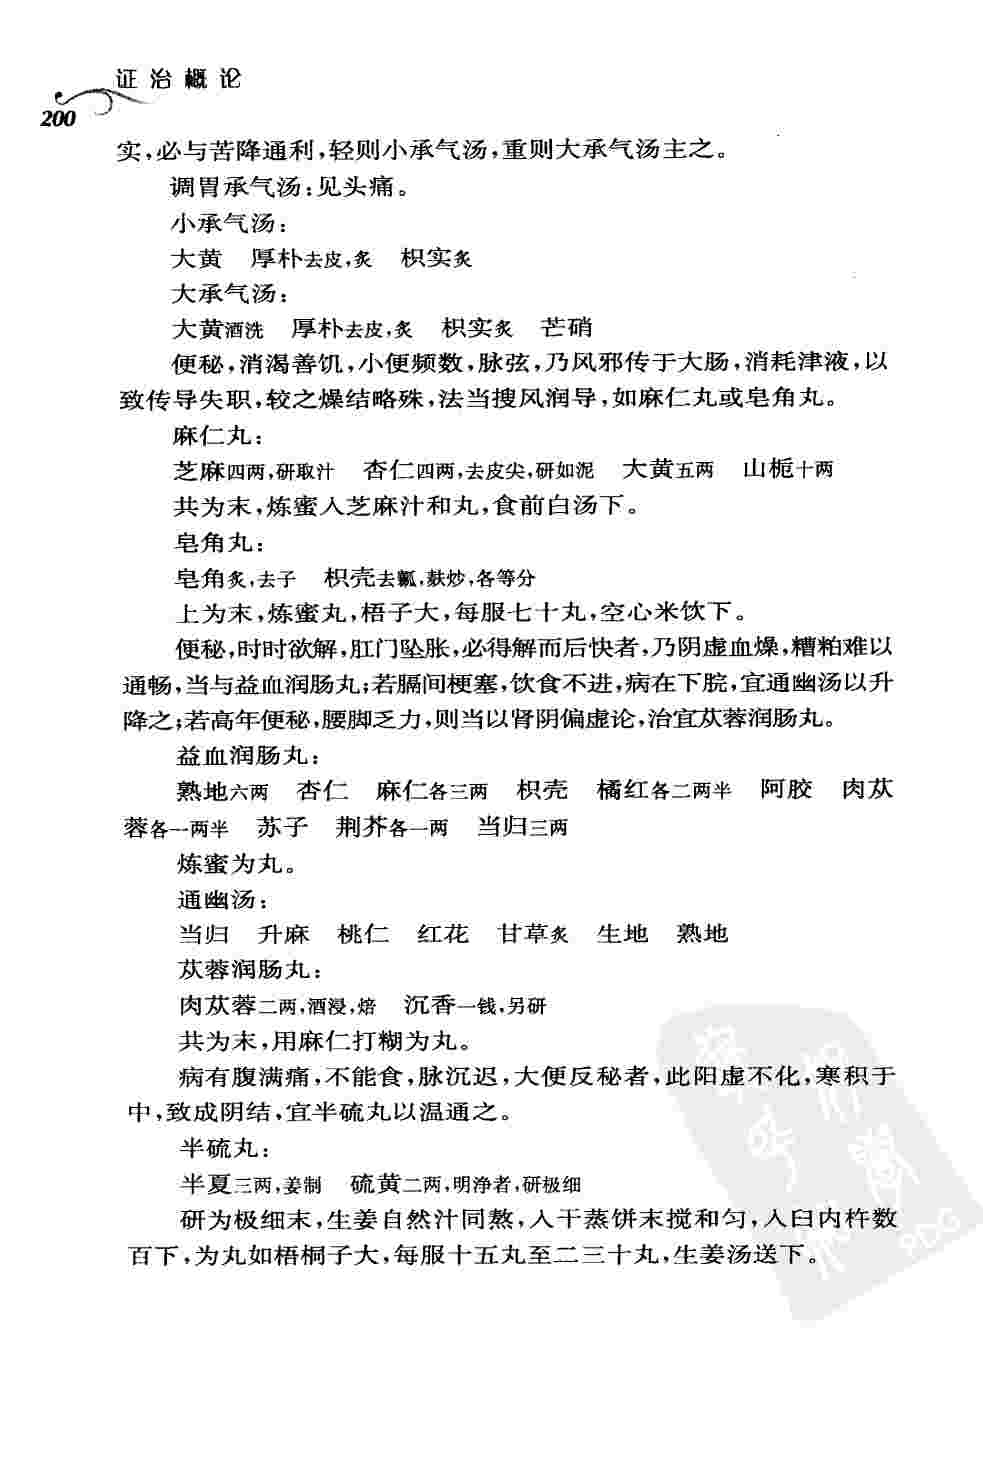 证治概论
200
实,必与苦降通利,轻则小承气汤,重则大承气汤主之。
调胃承气汤:见头痛。
小承气汤:
大黄 厚朴去皮,炙 枳实炙
大承气汤:
大黄酒洗 厚朴去皮,炙 枳实炙 芒硝
便秘,消渴善饥,小便频数,脉弦,乃风邪传于大肠,消耗津液,以
致传导失职,较之燥结略殊,法当搜风润导,如麻仁丸或皂角丸。
麻仁丸:
芝麻四两,研取汁 杏仁四两,去皮尖,研如泥 大黄五两 山栀十两
共为末,炼蜜入芝麻汁和丸,食前白汤下。
皂角丸:
皂角炙,去子 枳壳去瓤,麸炒,各等分
上为末,炼蜜丸,梧子大,每服七十丸,空心米饮下。
便秘,时时欲解,肛门坠胀,必得解而后快者,乃阴虚血燥,糟粕难以
通畅,当与益血润肠丸;若膈间梗塞,饮食不进,病在下脘,宜通幽汤以升
降之;若高年便秘,腰脚乏力,则当以肾阴偏虚论,治宜苁蓉润肠丸。
益血润肠丸:
熟地六两 杏仁 麻仁各三两 枳壳 橘红各二两半 阿胶 肉苁
蓉各一两半 苏子 荆芥各一两 当归三两
炼蜜为丸。
通幽汤:
当归 升麻 桃仁 红花 甘草炙 生地 熟地
苁蓉润肠丸:
肉苁蓉二两,酒浸,焙 沉香一钱,另研
共为末,用麻仁打糊为丸。
病有腹满痛,不能食,脉沉迟,大便反秘者,此阳虚不化,寒积于
中,致成阴结,宜半硫丸以温通之。
半硫丸:
半夏三两,姜制 硫黄二两,明净者,研极细
研为极细末,生姜自然汁同熬,入干蒸饼末搅和匀,入臼内杵数
百下,为丸如梧桐子大,每服十五丸至二三十丸,生姜汤送下。
PDG